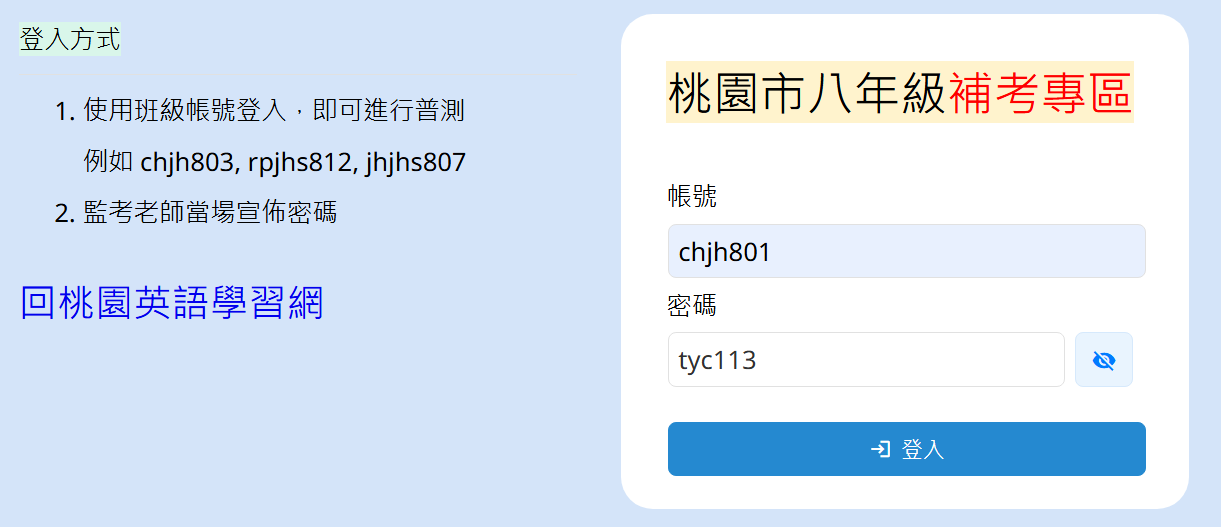 登入方式
1. 使用班級帳號登入，即可進行普測
例如 chjh803, rpjhs812, jhjhs807
2. 監考老師當場宣佈密碼
回桃園英語學習網
桃園市八年級補考專區
帳號
chjh801
密碼
tyc113
登入